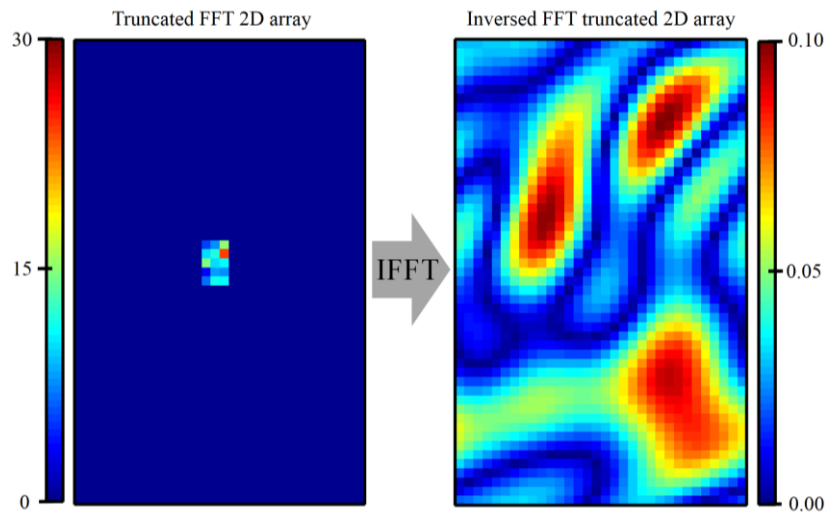 Truncated FFT 2D array
Inversed FFT truncated 2D array
30
15
0
IFFT
0.10
0.05
0.00